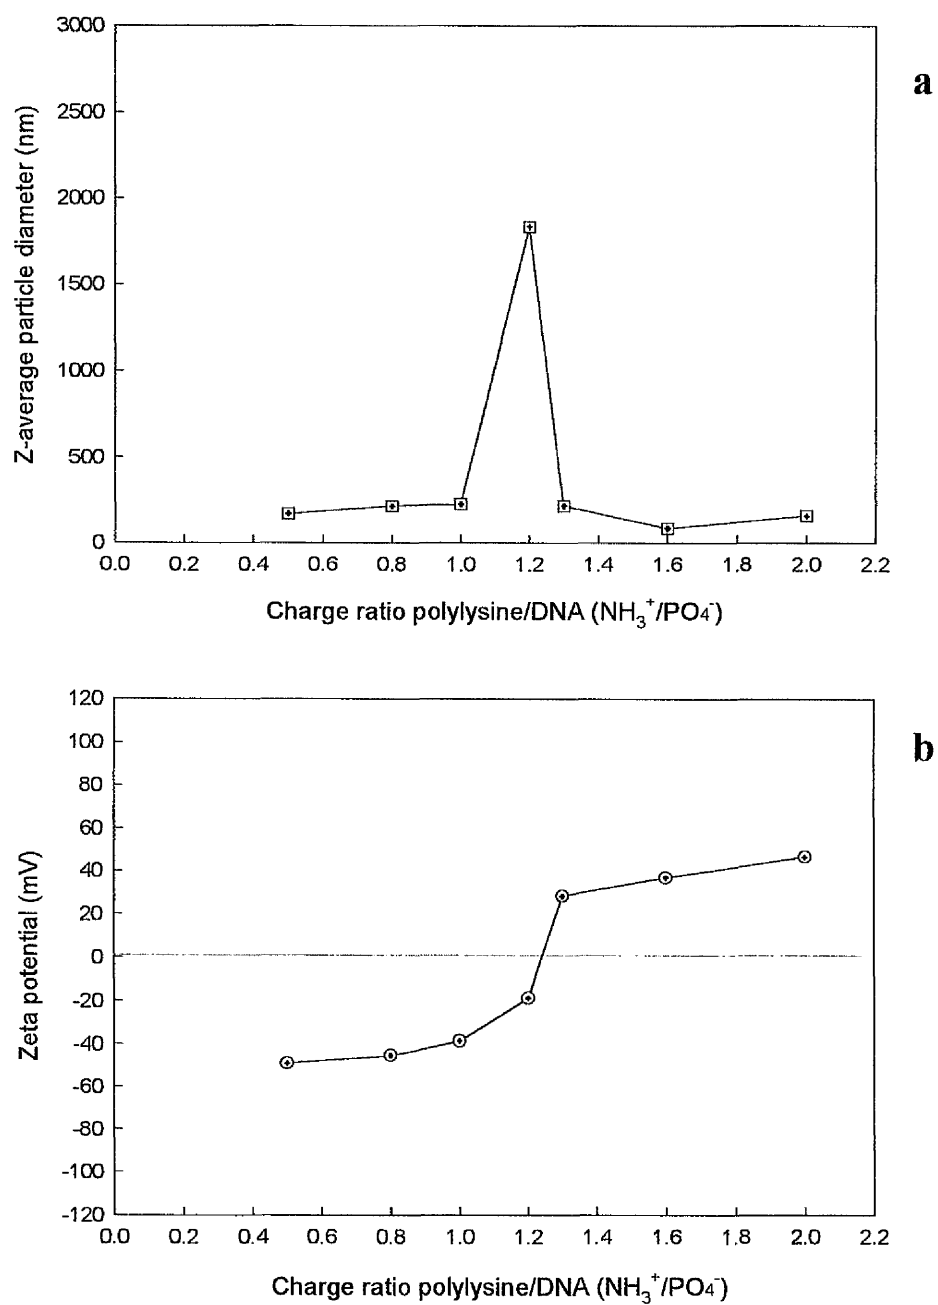 3000
a
2500
2000
1500
1000
500
0
Z-average particle diameter (nm)
0.0 0.2 0.4 0.6 0.8 1.0 1.2 1.4 1.6 1.8 2.0 2.2
Charge ratio polylysine/DNA (NH₃⁺/PO₄⁻)
120
100
b
80
60
40
20
0
-20
-40
-60
-80
-100
-120
Zeta potential (mV)
0.0 0.2 0.4 0.6 0.8 1.0 1.2 1.4 1.6 1.8 2.0 2.2
Charge ratio polylysine/DNA (NH₃⁺/PO₄⁻)